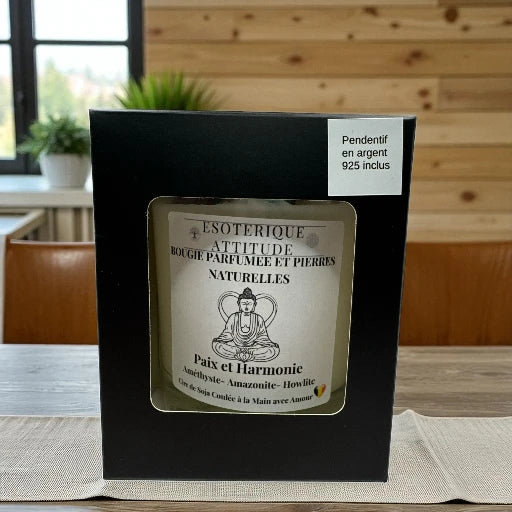 Pendentif
en argent
925 inclus
ESOTERIQUE
ATTITUDE
BOUGIE PARFUMEE ET PIERRES
NATURELLES
Paix et Harmonie
Améthyste- Amazonite- Howlite
Cire de Soja Coulée à la Main avec Amour